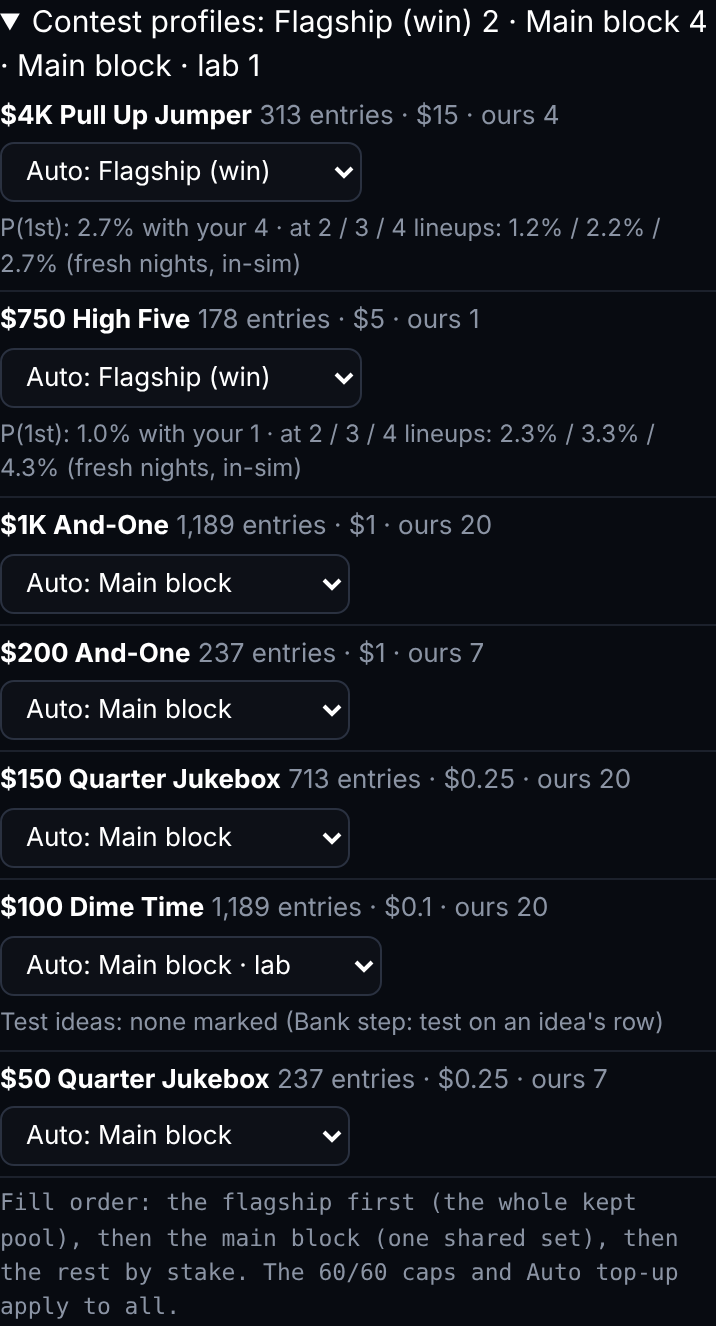 ▼ Contest profiles: Flagship (win) 2 · Main block 4
· Main block · lab 1
$4K Pull Up Jumper 313 entries · $15 · ours 4
Auto: Flagship (win)
P(1st): 2.7% with your 4 · at 2 / 3 / 4 lineups: 1.2% / 2.2% /
2.7% (fresh nights, in-sim)
$750 High Five 178 entries · $5 · ours 1
Auto: Flagship (win)
P(1st): 1.0% with your 1 · at 2 / 3 / 4 lineups: 2.3% / 3.3% /
4.3% (fresh nights, in-sim)
$1K And-One 1,189 entries · $1 · ours 20
Auto: Main block
$200 And-One 237 entries · $1 · ours 7
Auto: Main block
$150 Quarter Jukebox 713 entries · $0.25 · ours 20
Auto: Main block
$100 Dime Time 1,189 entries · $0.1 · ours 20
Auto: Main block · lab
Test ideas: none marked (Bank step: test on an idea's row)
$50 Quarter Jukebox 237 entries · $0.25 · ours 7
Auto: Main block
Fill order: the flagship first (the whole kept
pool), then the main block (one shared set), then
the rest by stake. The 60/60 caps and Auto top-up
apply to all.